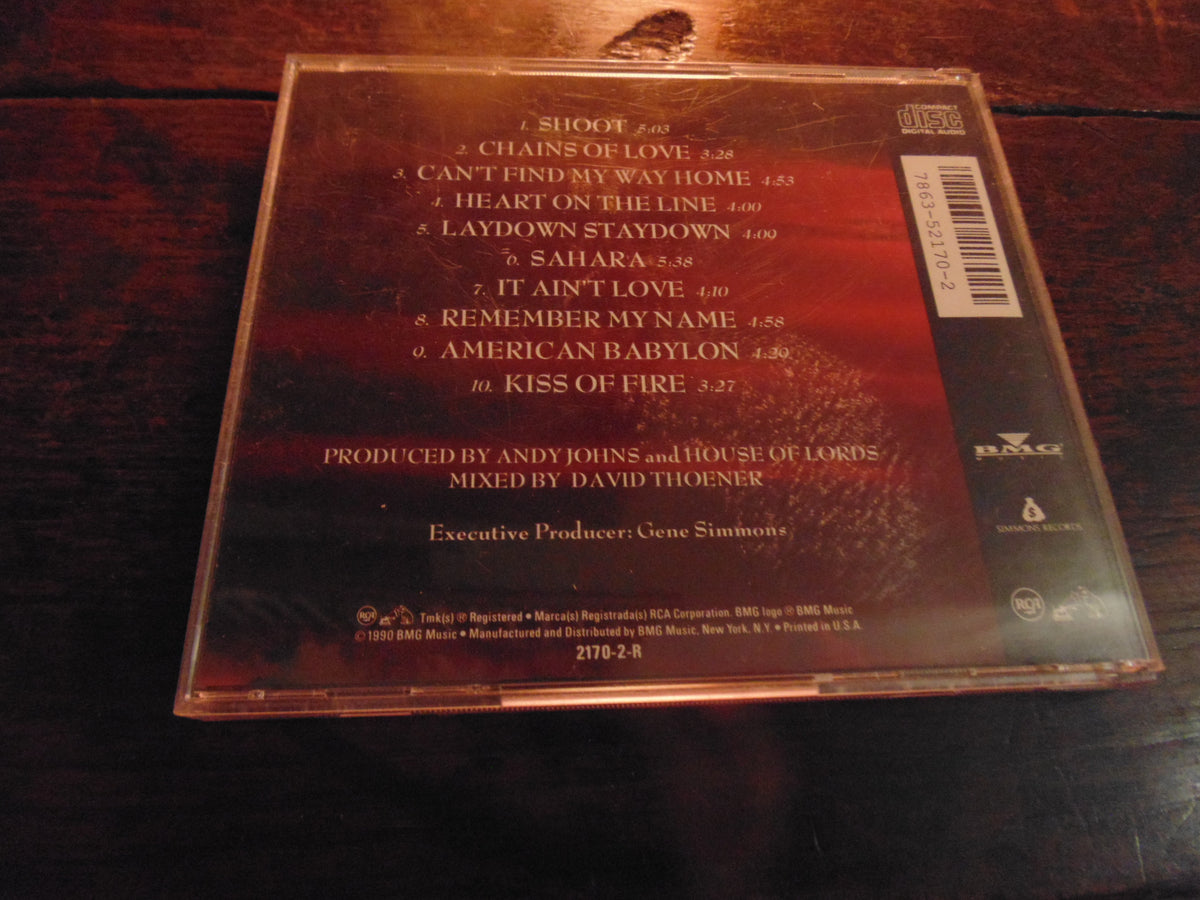 1. SHOOT 5:03
2. CHAINS OF LOVE 3:28
3. CAN'T FIND MY WAY HOME 4:53
4. HEART ON THE LINE 4:00
5. LAYDOWN STAYDOWN 4:09
6. SAHARA 5:38
7. IT AIN'T LOVE 4:10
8. REMEMBER MY NAME 4:58
9. AMERICAN BABYLON 4:29
10. KISS OF FIRE 3:27
PRODUCED BY ANDY JOHNS and HOUSE OF LORDS
MIXED BY DAVID THOENER
Executive Producer: Gene Simmons
RCA Tmk(s) ® Registered • Marca(s) Registrada(s) RCA Corporation. BMG logo ® BMG Music
©1990 BMG Music • Manufactured and Distributed by BMG Music, New York, N.Y. • Printed in U.S.A.
2170-2-R
COMPACT
disc
DIGITAL AUDIO
7863-52170-2
BMG
$
SIMMONS RECORDS
RCA